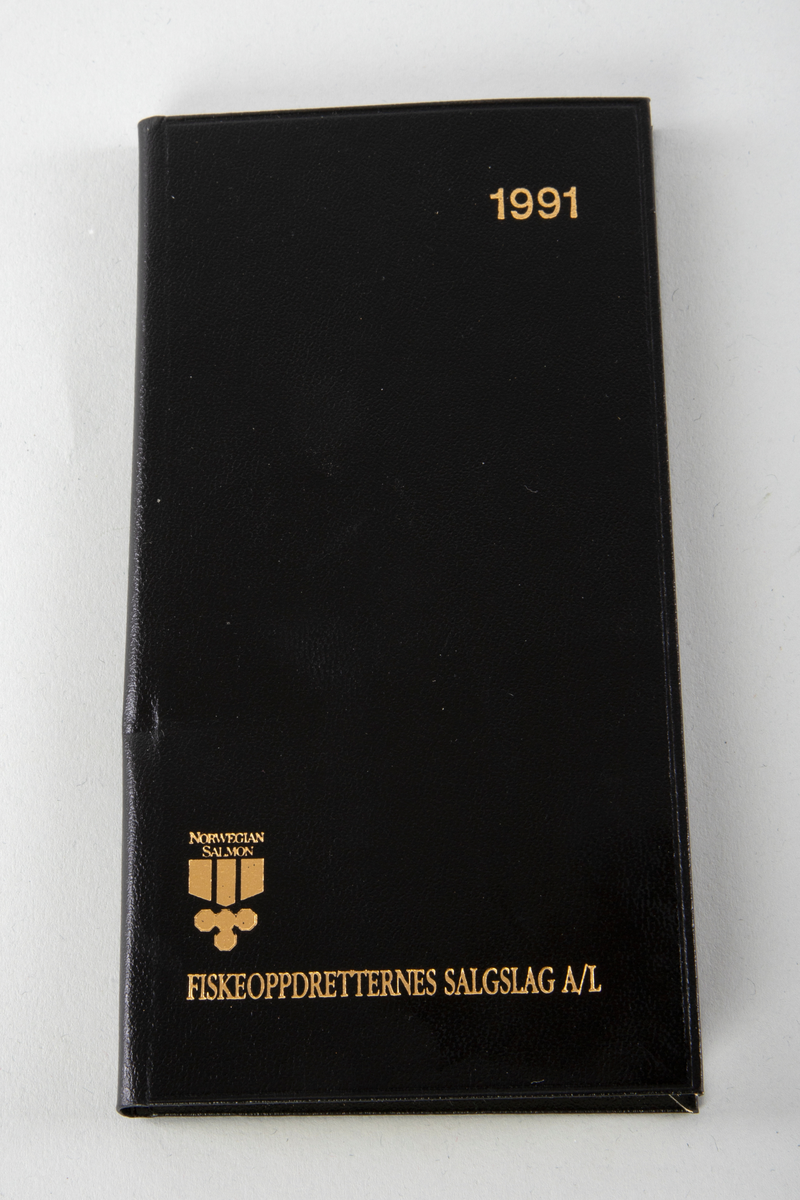 1991
NORWEGIAN
SALMON
FISKEOPPDRETTERNES SALGSLAG A/L